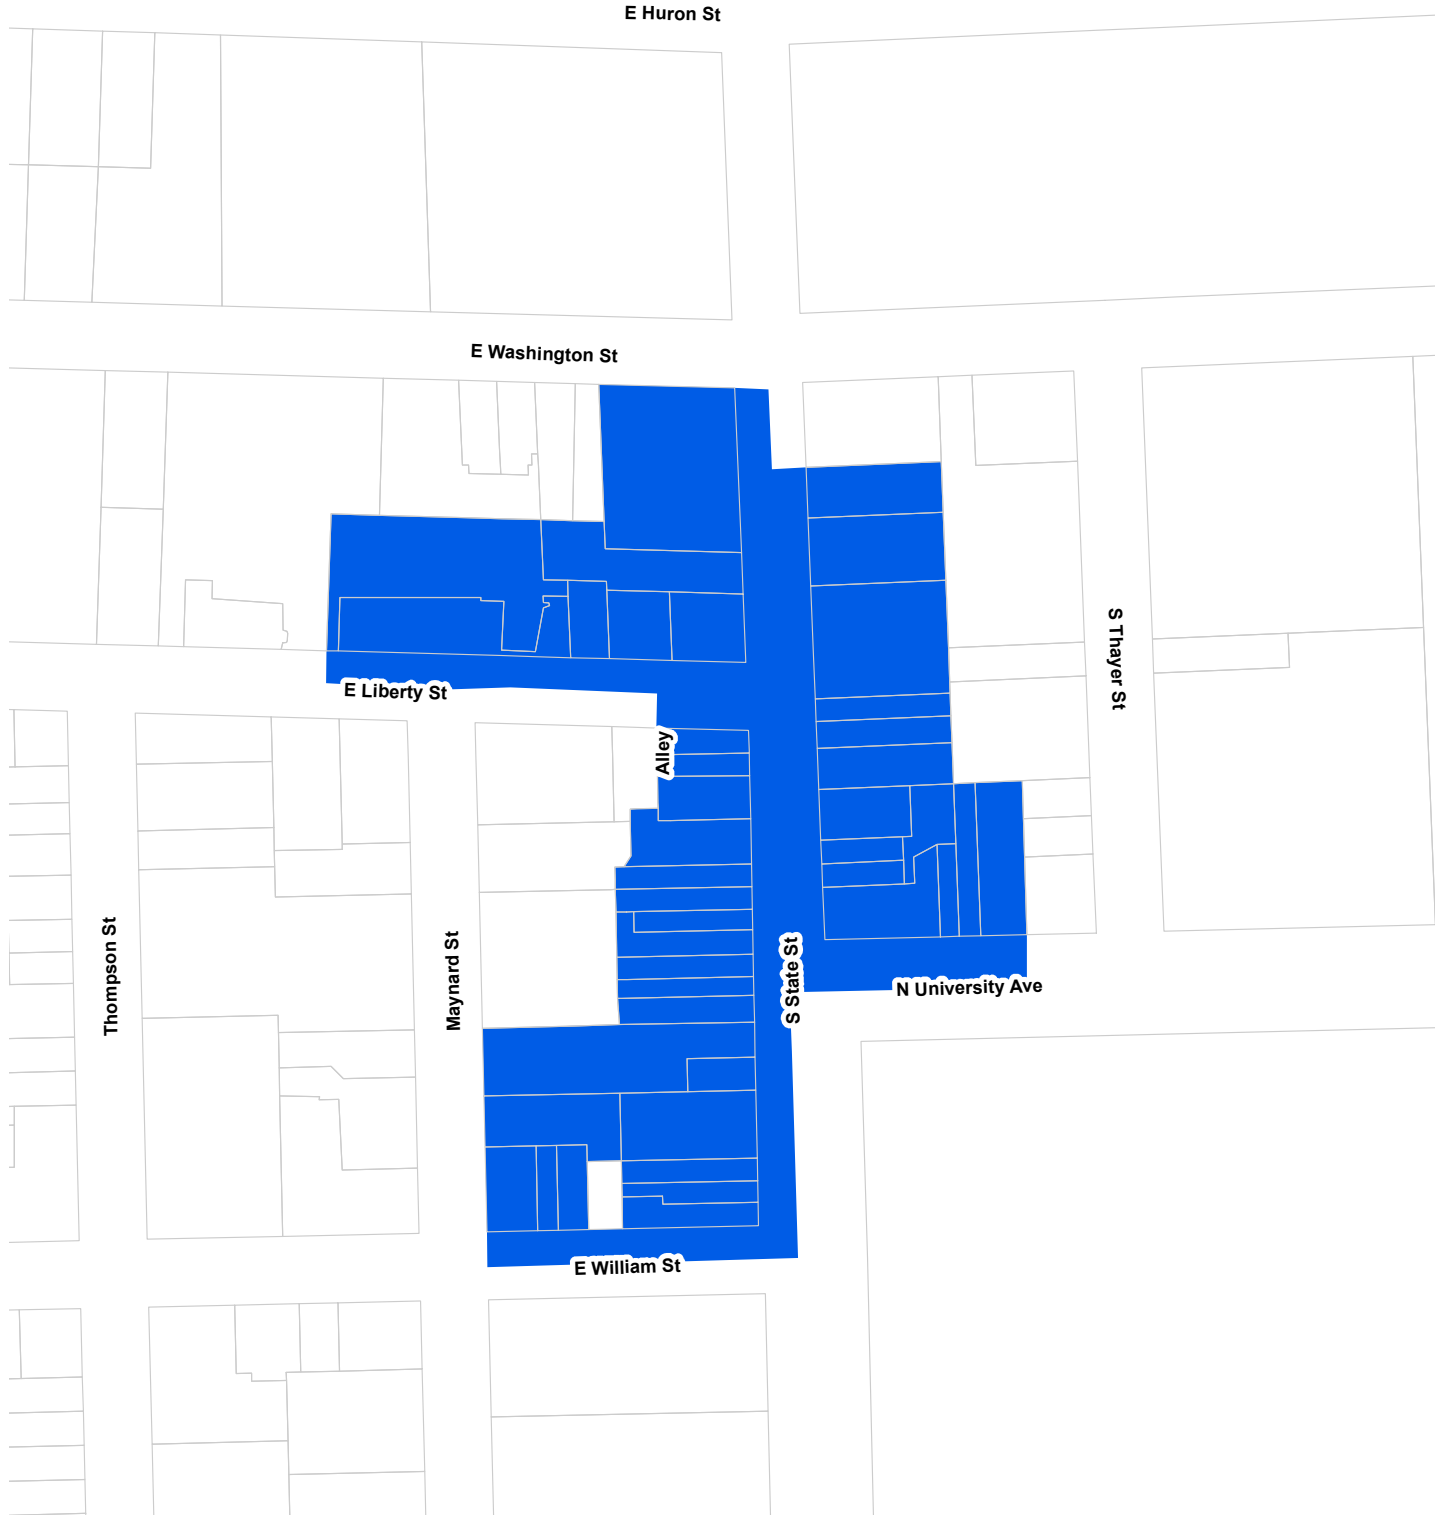 E Huron St
E Washington St
S Thayer St
E Liberty St
Alley
Thompson St
Maynard St
S State St
N University Ave
E William St